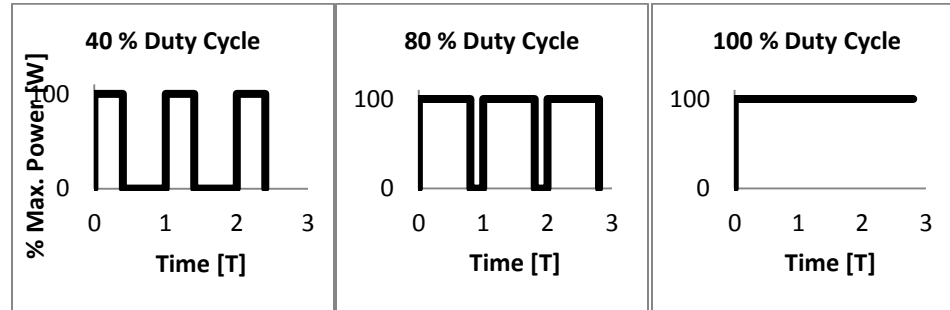 40 % Duty Cycle
% Max. Power [W]
100
0
0 1 2 3
Time [T]
80 % Duty Cycle
100
0
0 1 2 3
Time [T]
100 % Duty Cycle
100
0
0 1 2 3
Time [T]